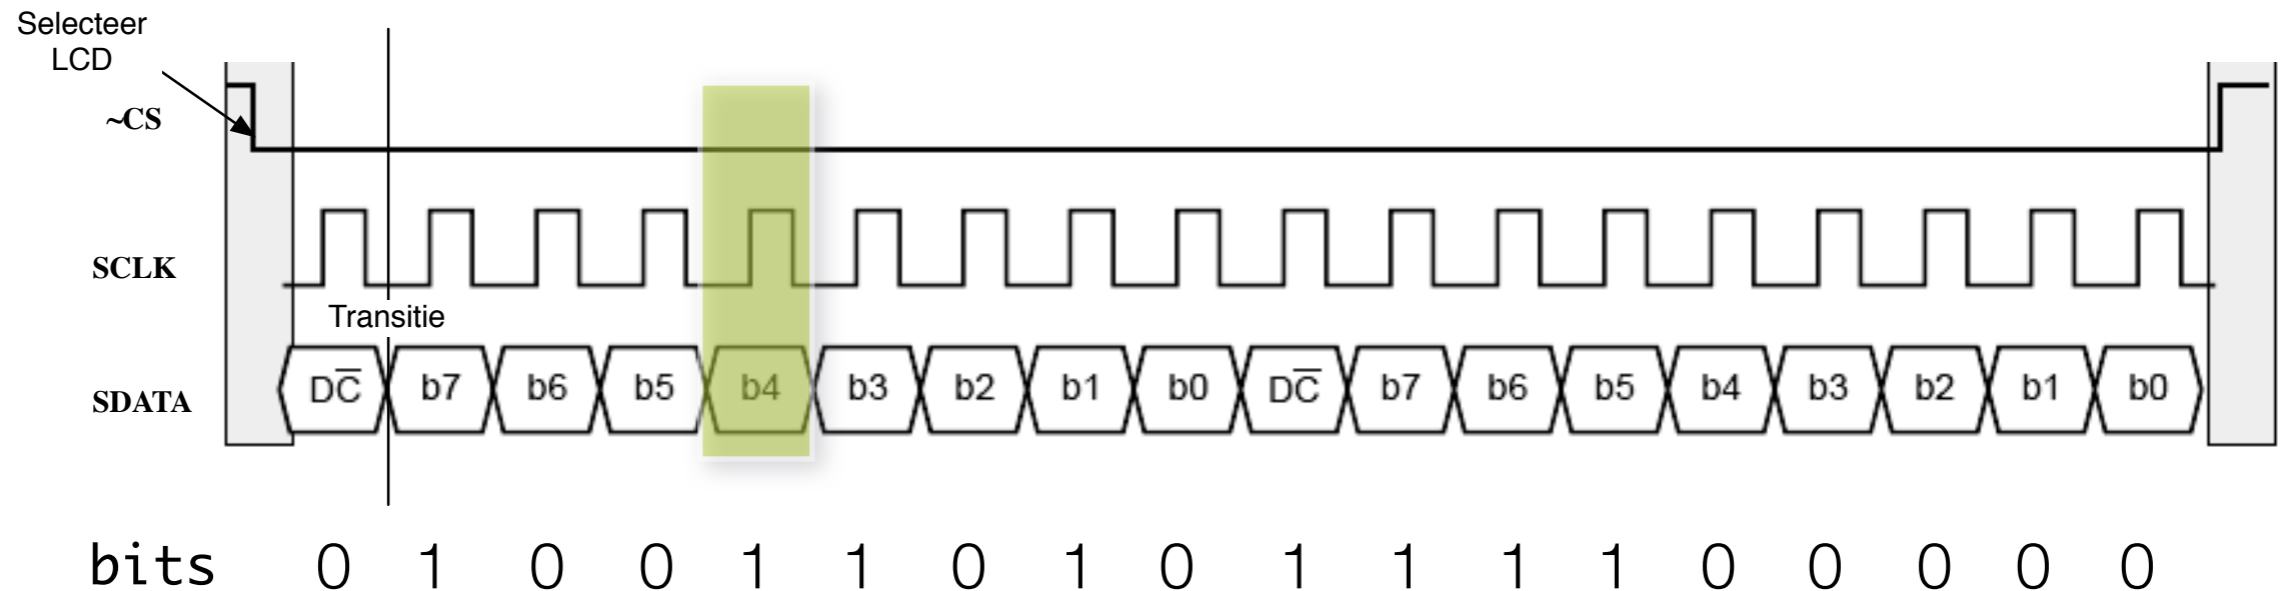 Selecteer
LCD
~CS
SCLK
Transitie
SDATA DC̅ b7 b6 b5 b4 b3 b2 b1 b0 DC̅ b7 b6 b5 b4 b3 b2 b1 b0
bits 0 1 0 0 1 1 0 1 0 1 1 1 1 0 0 0 0 0